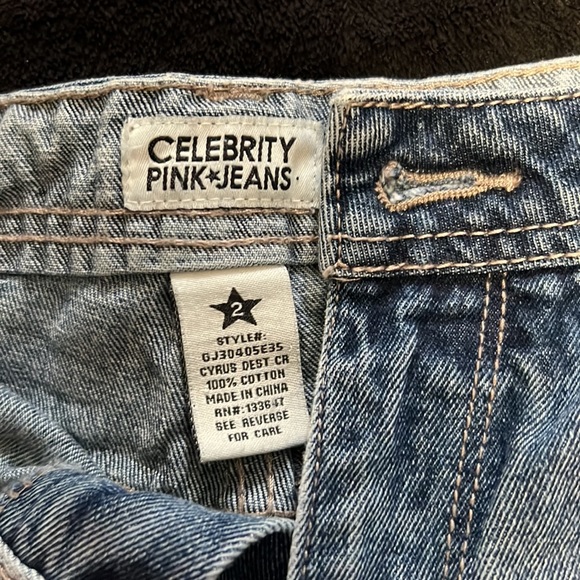 CELEBRITY
PINK★JEANS
2
STYLE#:
GJ30405E35
CYRUS DEST CR
100% COTTON
MADE IN CHINA
RN#:133647
SEE REVERSE
FOR CARE